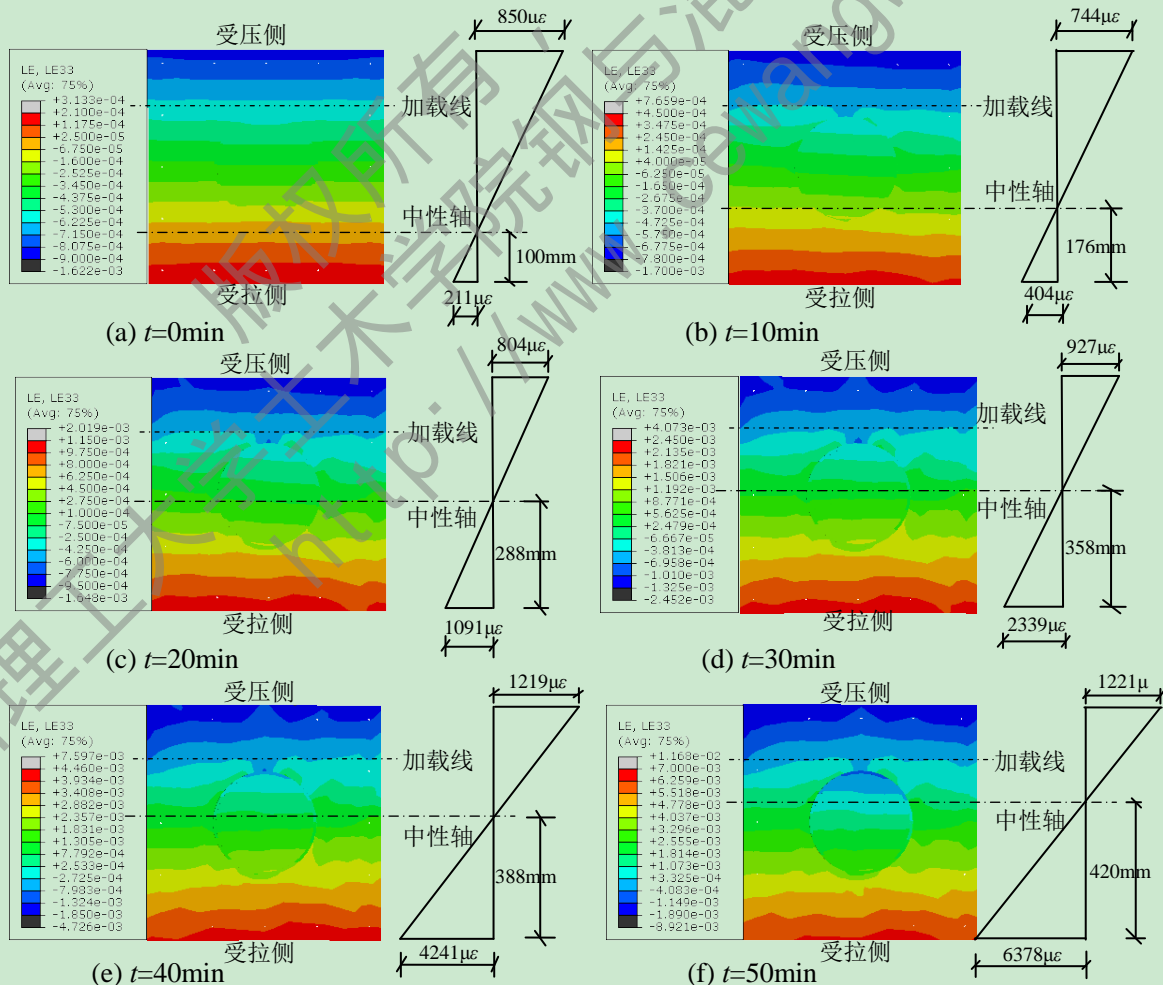 850με
受压侧
LE, LE33
(Avg: 75%)
+3.133e-04
+2.100e-04
+1.175e-04
+2.500e-05
-6.750e-05
-1.600e-04
-2.525e-04
-3.450e-04
-4.375e-04
-5.300e-04
-6.225e-04
-7.150e-04
-8.075e-04
-9.000e-04
-1.622e-03
加载线
中性轴
100mm
211με
受拉侧
(a) t=0min
744με
受压侧
LE, LE33
(Avg: 75%)
+7.659e-04
+4.500e-04
+3.475e-04
+2.450e-04
+1.425e-04
+4.000e-05
-6.250e-05
-1.650e-04
-2.675e-04
-3.700e-04
-4.725e-04
-5.750e-04
-6.775e-04
-7.800e-04
-1.700e-03
加载线
中性轴
176mm
404με
受拉侧
(b) t=10min
804με
受压侧
LE, LE33
(Avg: 75%)
+2.019e-03
+1.150e-03
+9.750e-04
+8.000e-04
+6.250e-04
+4.500e-04
+2.750e-04
+1.000e-04
-7.500e-05
-2.500e-04
-4.250e-04
-6.000e-04
-7.750e-04
-9.500e-04
-1.648e-03
加载线
中性轴
288mm
1091με
受拉侧
(c) t=20min
927με
受压侧
LE, LE33
(Avg: 75%)
+4.073e-03
+2.450e-03
+2.135e-03
+1.821e-03
+1.506e-03
+1.192e-03
+8.771e-04
+5.625e-04
+2.479e-04
-6.667e-05
-3.813e-04
-6.958e-04
-1.010e-03
-1.325e-03
-2.452e-03
加载线
中性轴
358mm
2339με
受拉侧
(d) t=30min
1219με
受压侧
LE, LE33
(Avg: 75%)
+7.597e-03
+4.460e-03
+3.934e-03
+3.408e-03
+2.882e-03
+2.357e-03
+1.831e-03
+1.305e-03
+7.792e-04
+2.533e-04
-2.725e-04
-7.983e-04
-1.324e-03
-1.850e-03
-4.726e-03
加载线
中性轴
388mm
4241με
受拉侧
(e) t=40min
1221μ
受压侧
LE, LE33
(Avg: 75%)
+1.168e-02
+7.000e-03
+6.259e-03
+5.518e-03
+4.778e-03
+4.037e-03
+3.296e-03
+2.555e-03
+1.814e-03
+1.073e-03
+3.325e-04
-4.083e-04
-1.149e-03
-1.890e-03
-8.921e-03
加载线
中性轴
420mm
6378με
受拉侧
(f) t=50min
版权所有，
理工大学土木学院钢与混
http://www.cewang